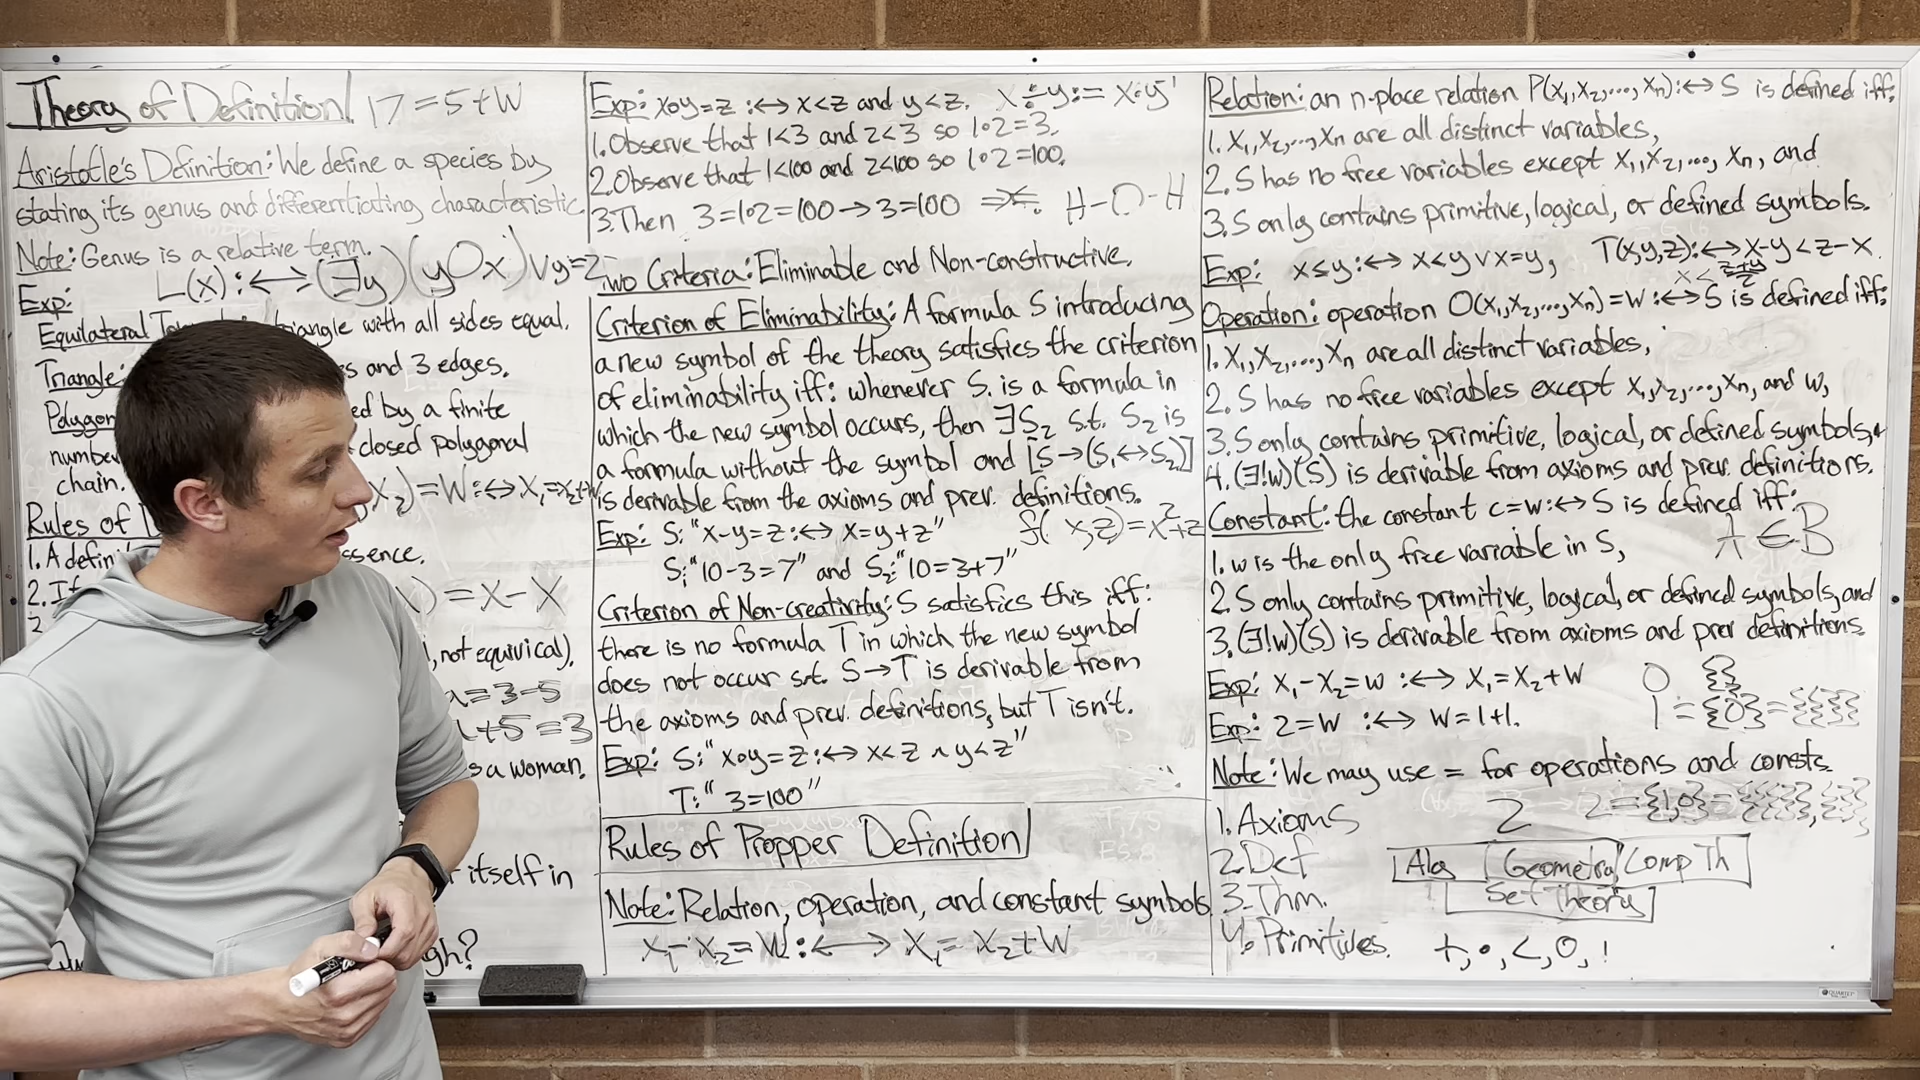 Theory of Definition
17 = 5 + W
Aristotle's Definition: We define a species by
stating its genus and differentiating characteristic.
Note: Genus is a relative term.
L(x) :↔ (∃y)(yOx) ∨ y=2
Exp:
Equilateral
triangle with all sides equal.
Triangle:
and 3 edges.
Polygon
ed by a finite
number
closed polygonal
chain.
x₂) = W :↔ x₁ = x₂ + W
Rules of
1. A defini
ssence.
2. If
) = X - X
, not equivical).
= 3-5
+5 = 3
s a woman.
itself in
gh?
Exp: x∘y=z :↔ x<z and y<z.
x ÷ y := x·y⁻¹
1. Observe that 1<3 and 2<3 so 1∘2=3.
2. Observe that 1<100 and 2<100 so 1∘2=100.
3. Then 3=1∘2=100 → 3=100
H-O-H
Two Criteria: Eliminable and Non-constructive.
Criterion of Eliminability: A formula S introducing
a new symbol of the theory satisfies the criterion
of eliminability iff: whenever S₁ is a formula in
which the new symbol occurs, then ∃S₂ s.t. S₂ is
a formula without the symbol and [S→(S₁↔S₂)]
is derivable from the axioms and prev. definitions.
Exp: S: "x-y=z :↔ x=y+z"
f( x,z) = x²+z
S₁: "10-3=7" and S₂: "10=3+7"
Criterion of Non-creativity: S satisfies this iff:
there is no formula T in which the new symbol
does not occur s.t. S→T is derivable from
the axioms and prev. definitions, but T isn't.
Exp: S: "x∘y=z :↔ x<z ∧ y<z"
T: "3=100"
Rules of Propper Definition
Note: Relation, operation, and constant symbols
x₁-x₂=W :↔ x₁=x₂+W
Relation: an n-place relation P(x₁,x₂,...,xₙ) :↔ S is defined iff:
1. x₁,x₂,...,xₙ are all distinct variables,
2. S has no free variables except x₁,x₂,...,xₙ, and
3. S only contains primitive, logical, or defined symbols.
Exp: x≤y :↔ x<y ∨ x=y,
T(x,y,z) :↔ x-y<z-x
Operation: operation O(x₁,x₂,...,xₙ)=w :↔ S is defined iff:
1. x₁,x₂,...,xₙ are all distinct variables,
2. S has no free variables except x₁,x₂,...,xₙ, and w,
3. S only contains primitive, logical, or defined symbols, +
4. (∃!w)(S) is derivable from axioms and prev. definitions.
Constant: the constant c=w :↔ S is defined iff:
1. w is the only free variable in S,
A ∈ B
2. S only contains primitive, logical, or defined symbols, and
3. (∃!w)(S) is derivable from axioms and prev definitions.
Exp: x₁-x₂=w :↔ x₁=x₂+w
0 {}
Exp: 2=w :↔ w=1+1.
1 = {0} = {{}}
Note: We may use = for operations and consts.
1. Axioms
2
2. Def
Alg
Geometry
Comp Th
3. Thm.
Set Theory
4. Primitives.
+, •, <, 0, !
QUARTET